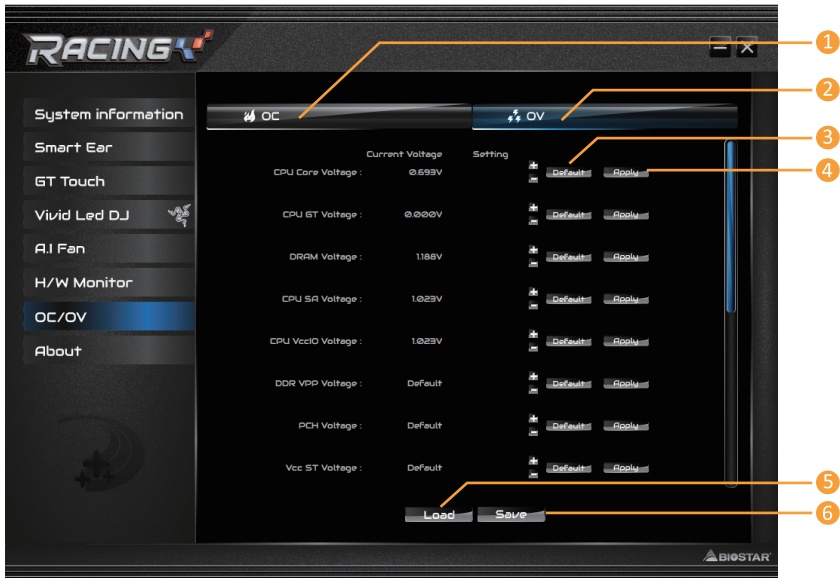 RACING
1
2
System information
OC
OV
Smart Ear
3
Current Voltage Setting
CPU Core Voltage : 0.693V + - Default Apply
4
GT Touch
Vivid Led DJ
CPU GT Voltage : 0.000V + - Default Apply
A.I Fan
DRAM Voltage : 1.188V + - Default Apply
H/W Monitor
CPU SA Voltage : 1.023V + - Default Apply
OC/OV
CPU VccIO Voltage : 1.023V + - Default Apply
About
DDR VPP Voltage : Default + - Default Apply
PCH Voltage : Default + - Default Apply
Vcc ST Voltage : Default + - Default Apply
5
Load Save
6
BIOSTAR